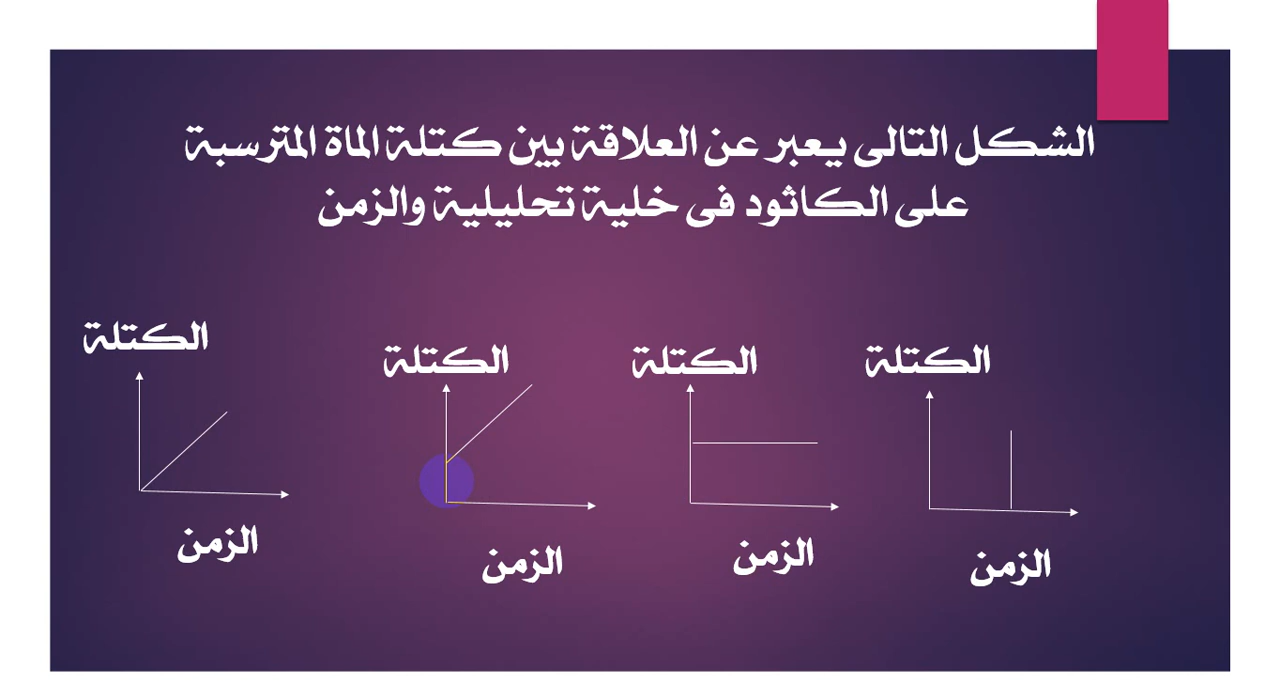 الشكل التالى يعبر عن العلاقة بين كتلة الماة المترسبة
على الكاثود فى خلية تحليلية والزمن
الكتلة
الزمن
الكتلة
الزمن
الكتلة
الزمن
الكتلة
الزمن